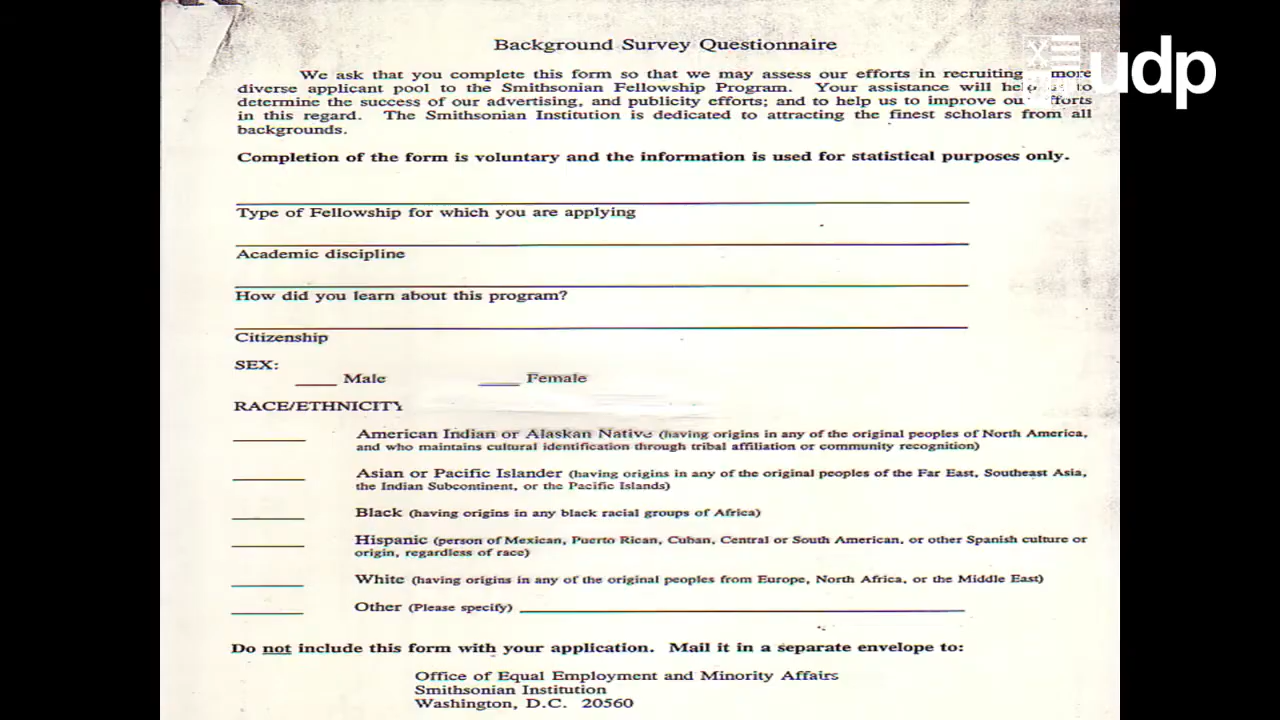 Background Survey Questionnaire
udp
We ask that you complete this form so that we may assess our efforts in recruiting more
diverse applicant pool to the Smithsonian Fellowship Program. Your assistance will help to
determine the success of our advertising, and publicity efforts; and to help us to improve our efforts
in this regard. The Smithsonian Institution is dedicated to attracting the finest scholars from all
backgrounds.
Completion of the form is voluntary and the information is used for statistical purposes only.
Type of Fellowship for which you are applying
Academic discipline
How did you learn about this program?
Citizenship
SEX:
____ Male ____ Female
RACE/ETHNICITY
American Indian or Alaskan Native (having origins in any of the original peoples of North America,
and who maintains cultural identification through tribal affiliation or community recognition)
Asian or Pacific Islander (having origins in any of the original peoples of the Far East, Southeast Asia,
the Indian Subcontinent, or the Pacific Islands)
Black (having origins in any black racial groups of Africa)
Hispanic (person of Mexican, Puerto Rican, Cuban, Central or South American, or other Spanish culture or
origin, regardless of race)
White (having origins in any of the original peoples from Europe, North Africa, or the Middle East)
Other (Please specify)
Do not include this form with your application. Mail it in a separate envelope to:
Office of Equal Employment and Minority Affairs
Smithsonian Institution
Washington, D.C. 20560